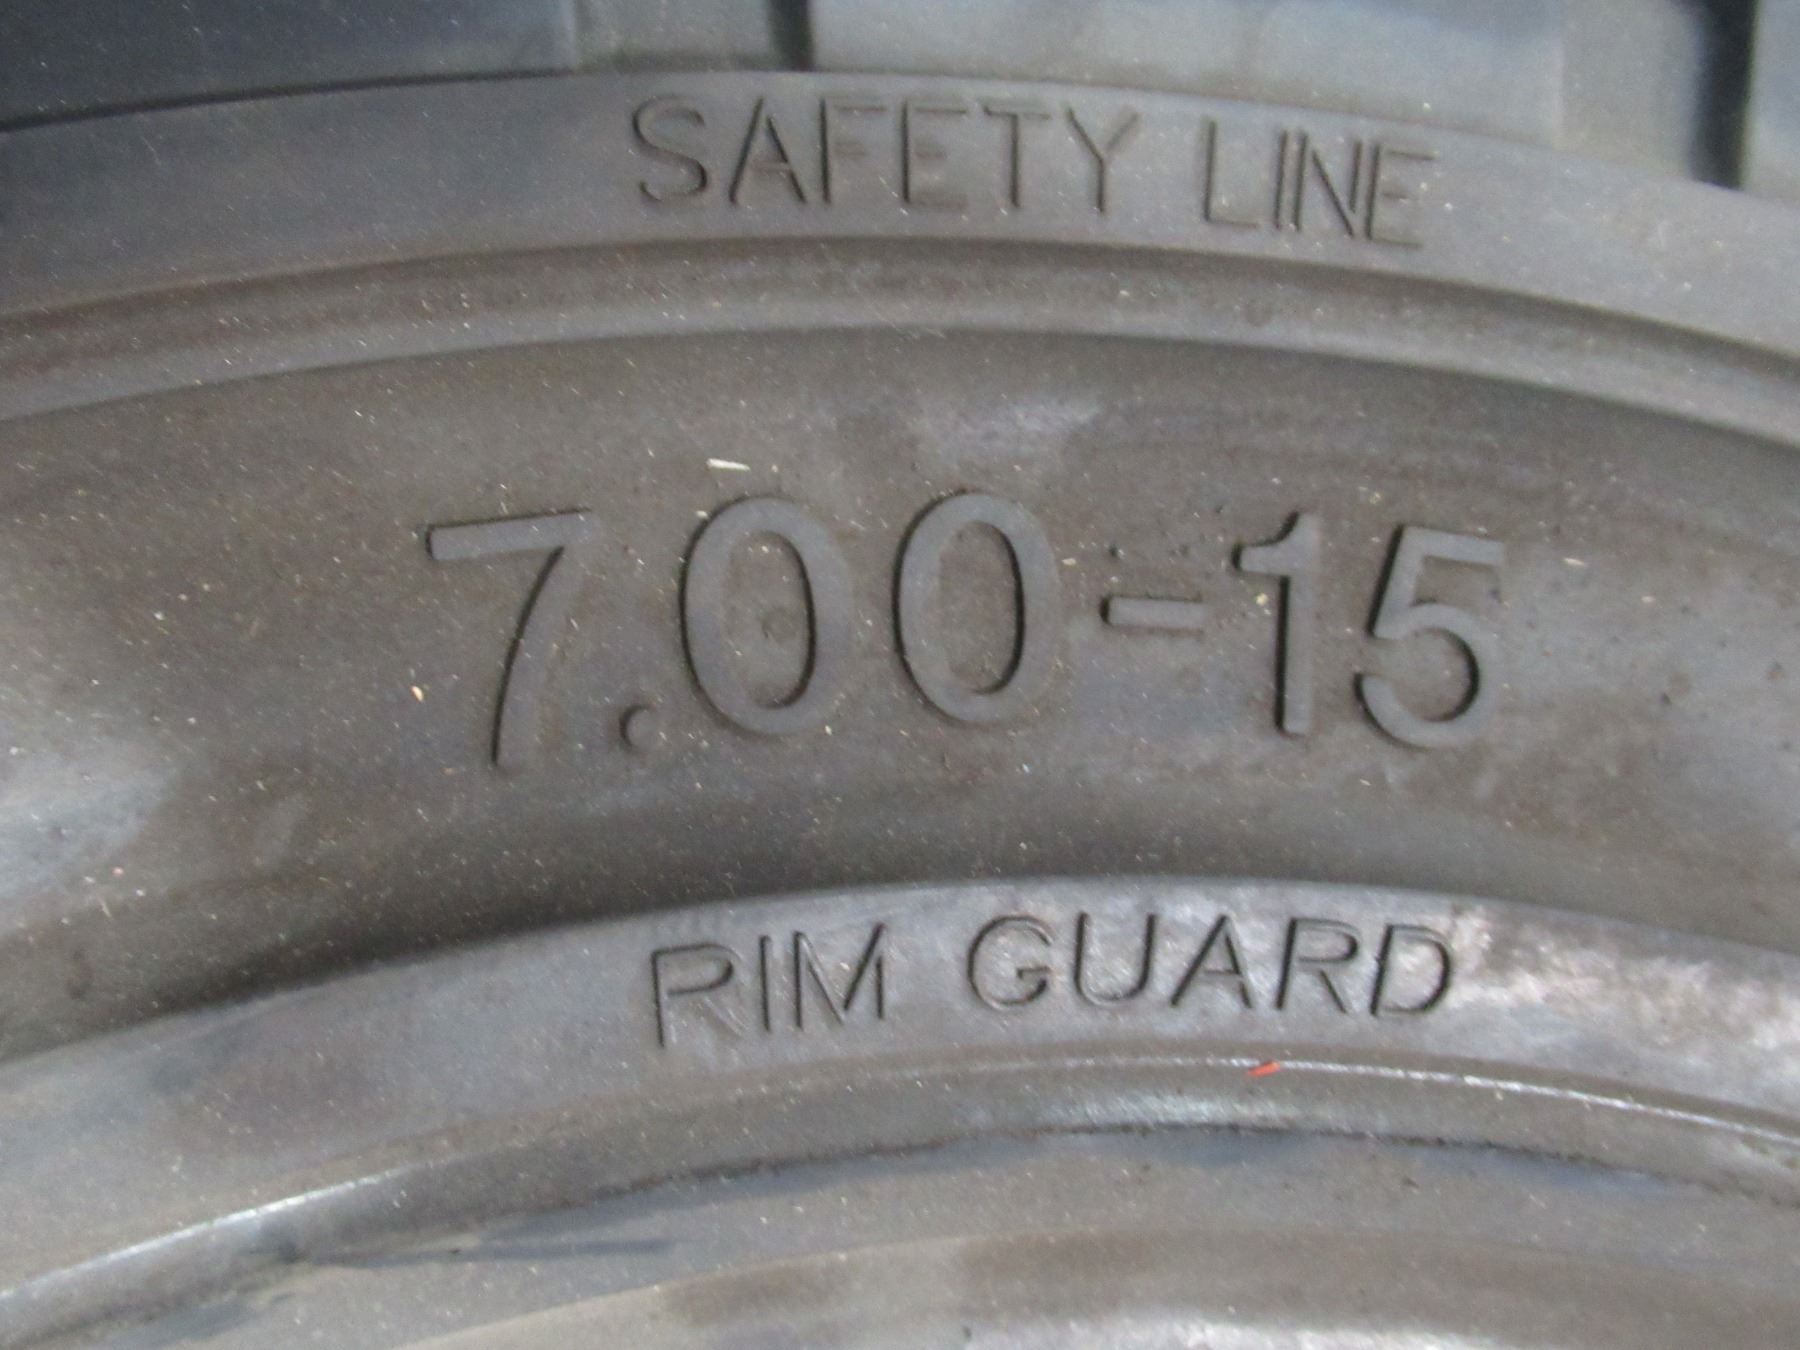 SAFETY LINE
7.00-15
RIM GUARD